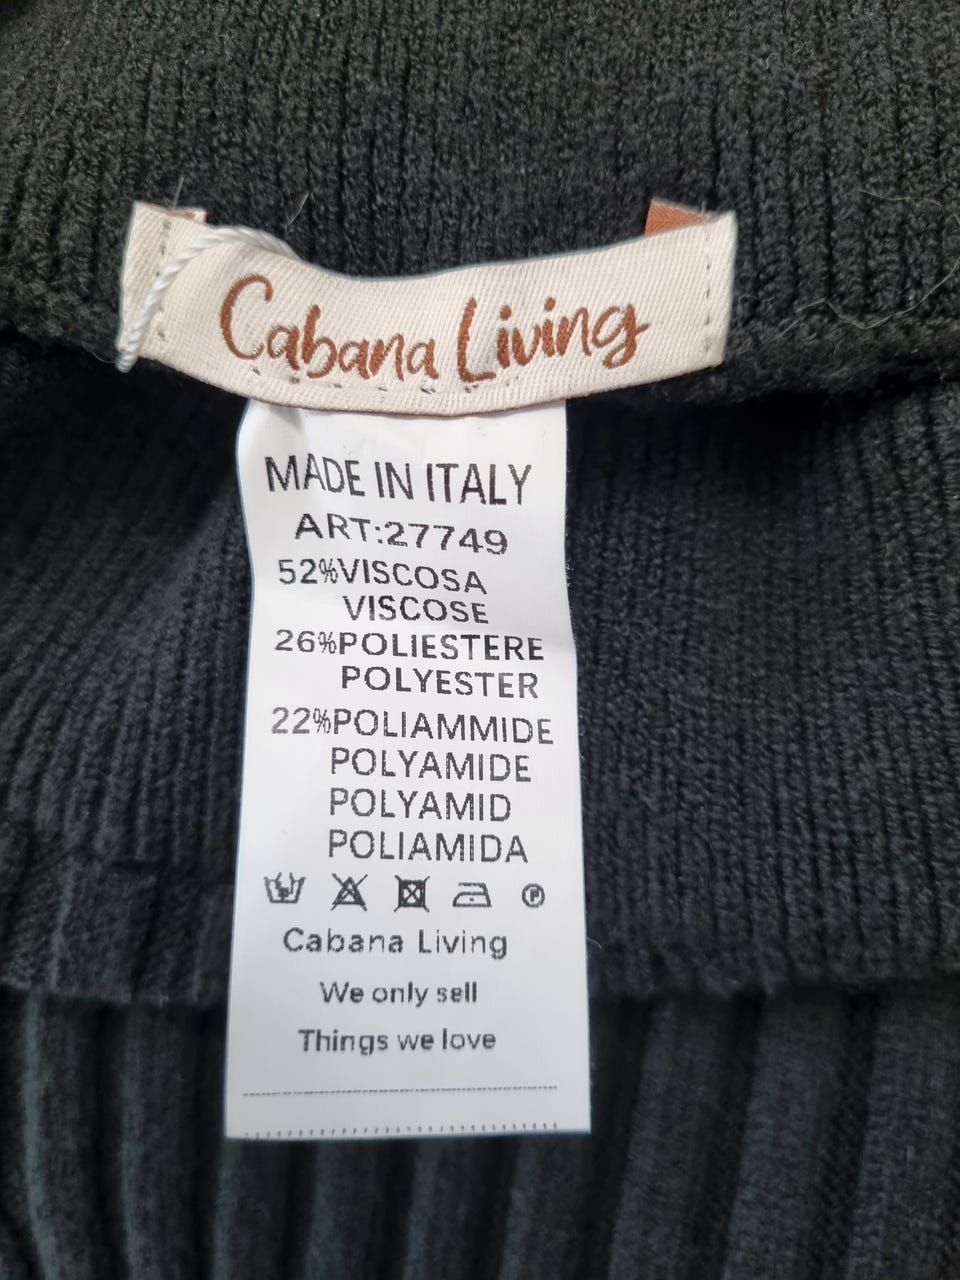 Cabana Living
MADE IN ITALY
ART:27749
52%VISCOSA
VISCOSE
26%POLIESTERE
POLYESTER
22%POLIAMMIDE
POLYAMIDE
POLYAMID
POLIAMIDA
P
Cabana Living
We only sell
Things we love